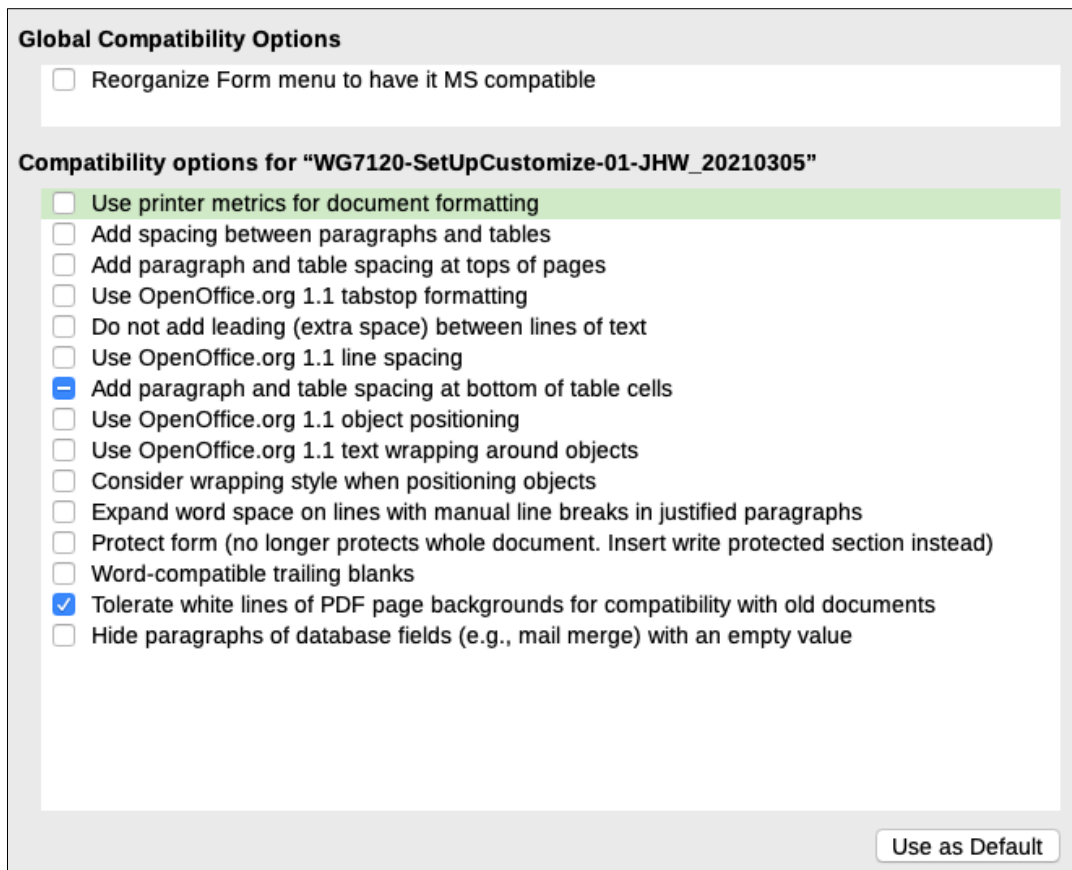 Global Compatibility Options
Reorganize Form menu to have it MS compatible
Compatibility options for “WG7120-SetUpCustomize-01-JHW_20210305”
Use printer metrics for document formatting
Add spacing between paragraphs and tables
Add paragraph and table spacing at tops of pages
Use OpenOffice.org 1.1 tabstop formatting
Do not add leading (extra space) between lines of text
Use OpenOffice.org 1.1 line spacing
Add paragraph and table spacing at bottom of table cells
Use OpenOffice.org 1.1 object positioning
Use OpenOffice.org 1.1 text wrapping around objects
Consider wrapping style when positioning objects
Expand word space on lines with manual line breaks in justified paragraphs
Protect form (no longer protects whole document. Insert write protected section instead)
Word-compatible trailing blanks
Tolerate white lines of PDF page backgrounds for compatibility with old documents
Hide paragraphs of database fields (e.g., mail merge) with an empty value
Use as Default